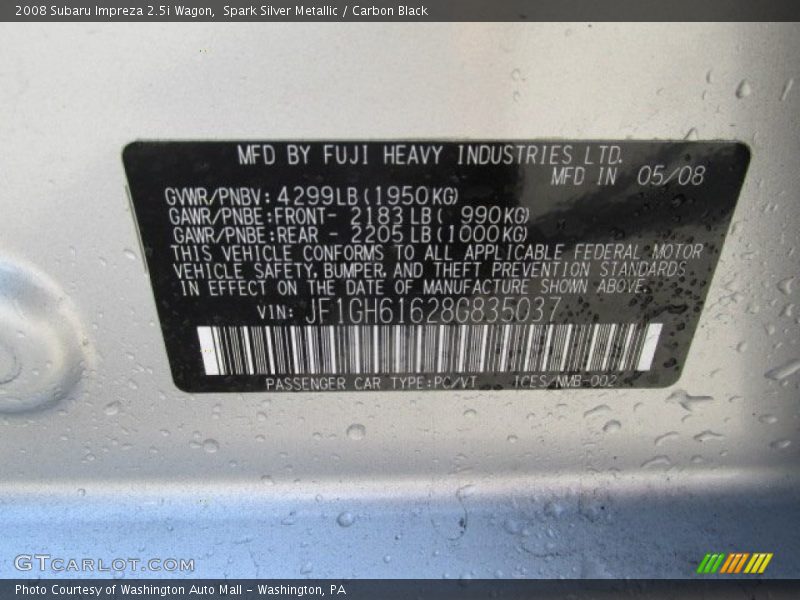 2008 Subaru Impreza 2.5i Wagon,  Spark Silver Metallic / Carbon Black
MFD BY FUJI HEAVY INDUSTRIES LTD.
MFD IN 05/08
GVWR/PNBV: 4299LB(1950KG)
GAWR/PNBE:FRONT- 2183LB( 990KG)
GAWR/PNBE:REAR - 2205LB(1000KG)
THIS VEHICLE CONFORMS TO ALL APPLICABLE FEDERAL MOTOR
VEHICLE SAFETY, BUMPER, AND THEFT PREVENTION STANDARDS
IN EFFECT ON THE DATE OF MANUFACTURE SHOWN ABOVE.
VIN: JF1GH61628G835037
PASSENGER CAR TYPE:PC/VT ICES/NMB-002
GTCARLOT.COM
Photo Courtesy of Washington Auto Mall - Washington, PA